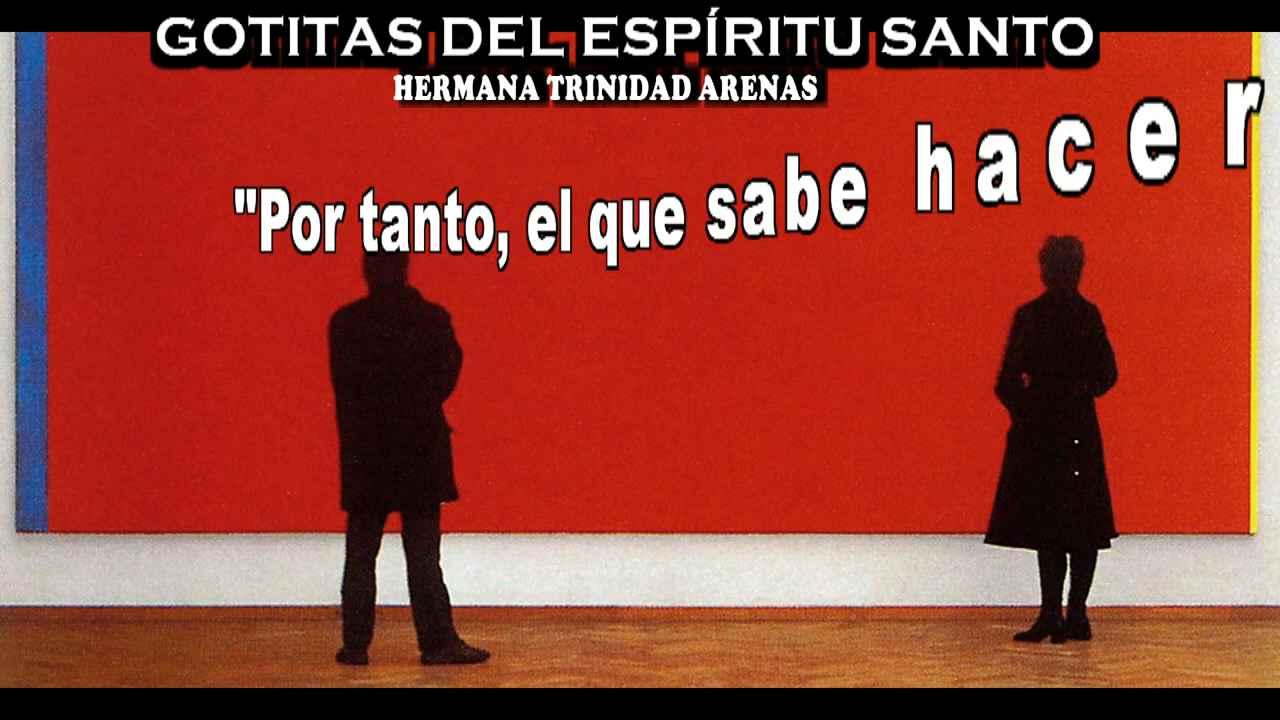 GOTITAS DEL ESPÍRITU SANTO
HERMANA TRINIDAD ARENAS
"Por tanto, el que sabe hacer